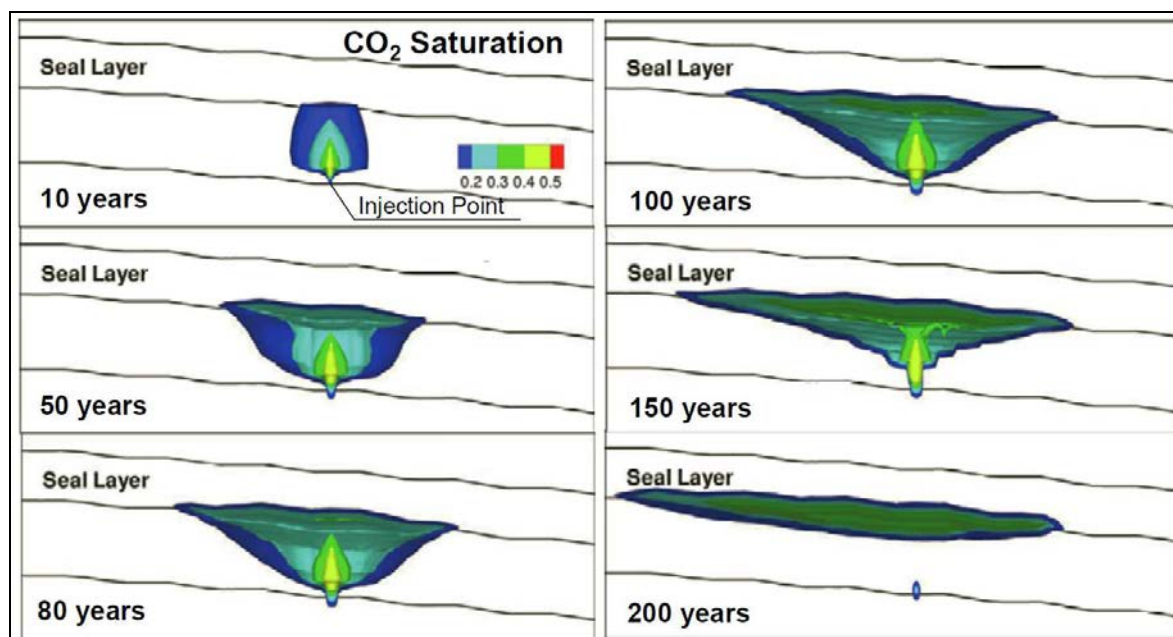 CO₂ Saturation
Seal Layer
0.2 0.3 0.4 0.5
10 years
Injection Point
Seal Layer
50 years
Seal Layer
80 years
Seal Layer
100 years
Seal Layer
150 years
Seal Layer
200 years